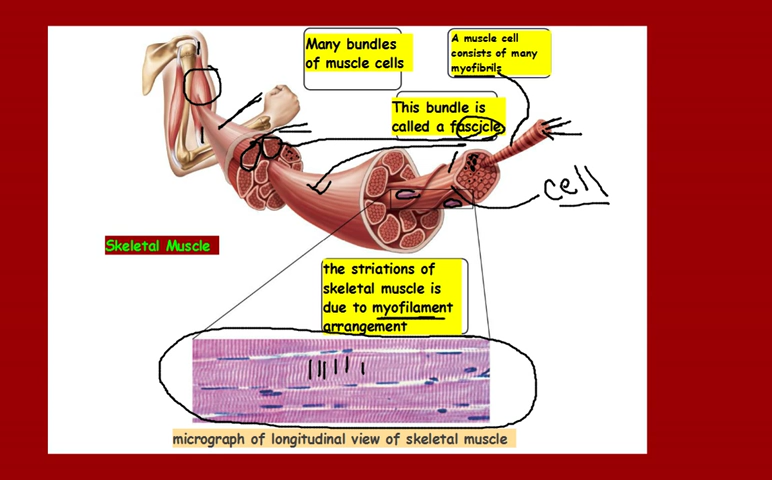 Many bundles
of muscle cells
A muscle cell
consists of many
myofibrils
This bundle is
called a fascicle
cell
Skeletal Muscle
the striations of
skeletal muscle is
due to myofilament
arrangement
micrograph of longitudinal view of skeletal muscle